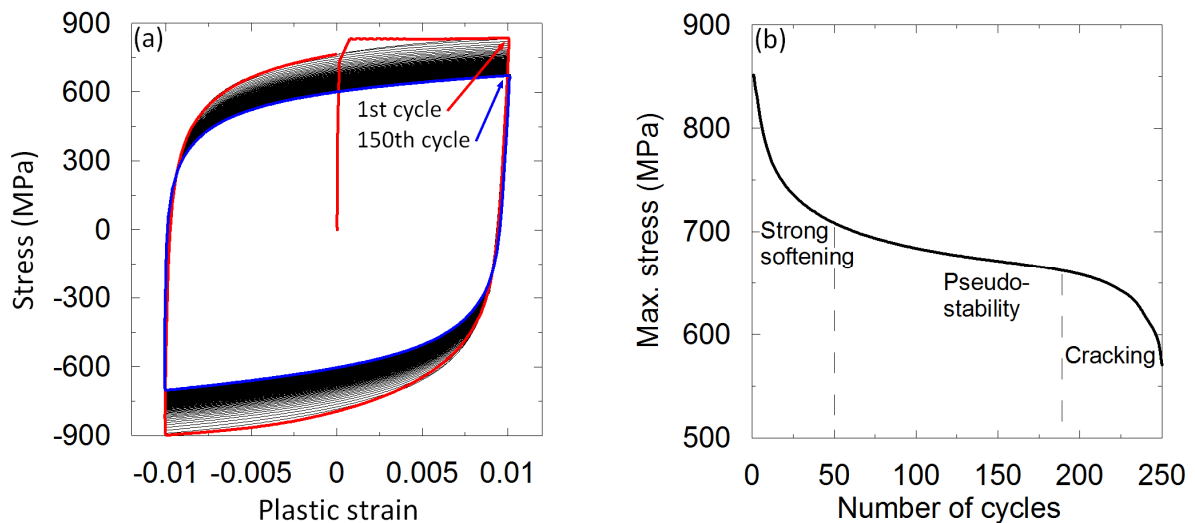 (a)
900
600
300
0
-300
-600
-900
Stress (MPa)
1st cycle
150th cycle
-0.01 -0.005 0 0.005 0.01
Plastic strain
(b)
900
800
700
600
500
Max. stress (MPa)
Strong
softening
Pseudo-
stability
Cracking
0 50 100 150 200 250
Number of cycles